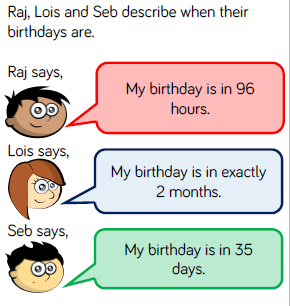 Raj, Lois and Seb describe when their
birthdays are.
Raj says,
My birthday is in 96
hours.
Lois says,
My birthday is in exactly
2 months.
Seb says,
My birthday is in 35
days.